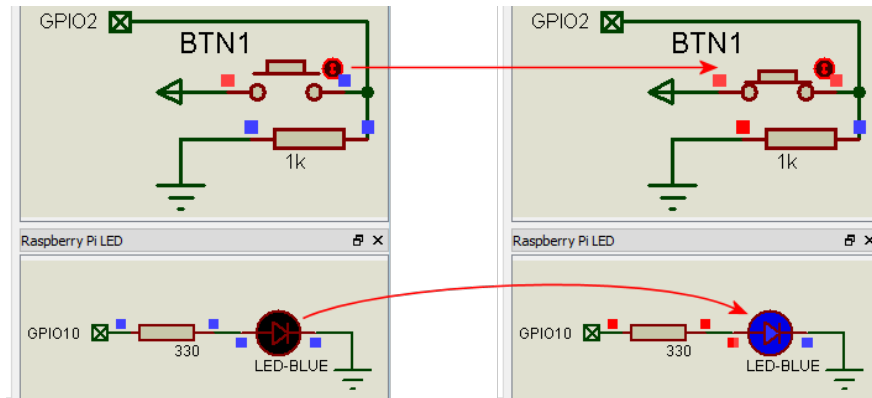 GPIO2
BTN1
1k
Raspberry Pi LED
GPIO10
330
LED-BLUE
GPIO2
BTN1
1k
Raspberry Pi LED
GPIO10
330
LED-BLUE